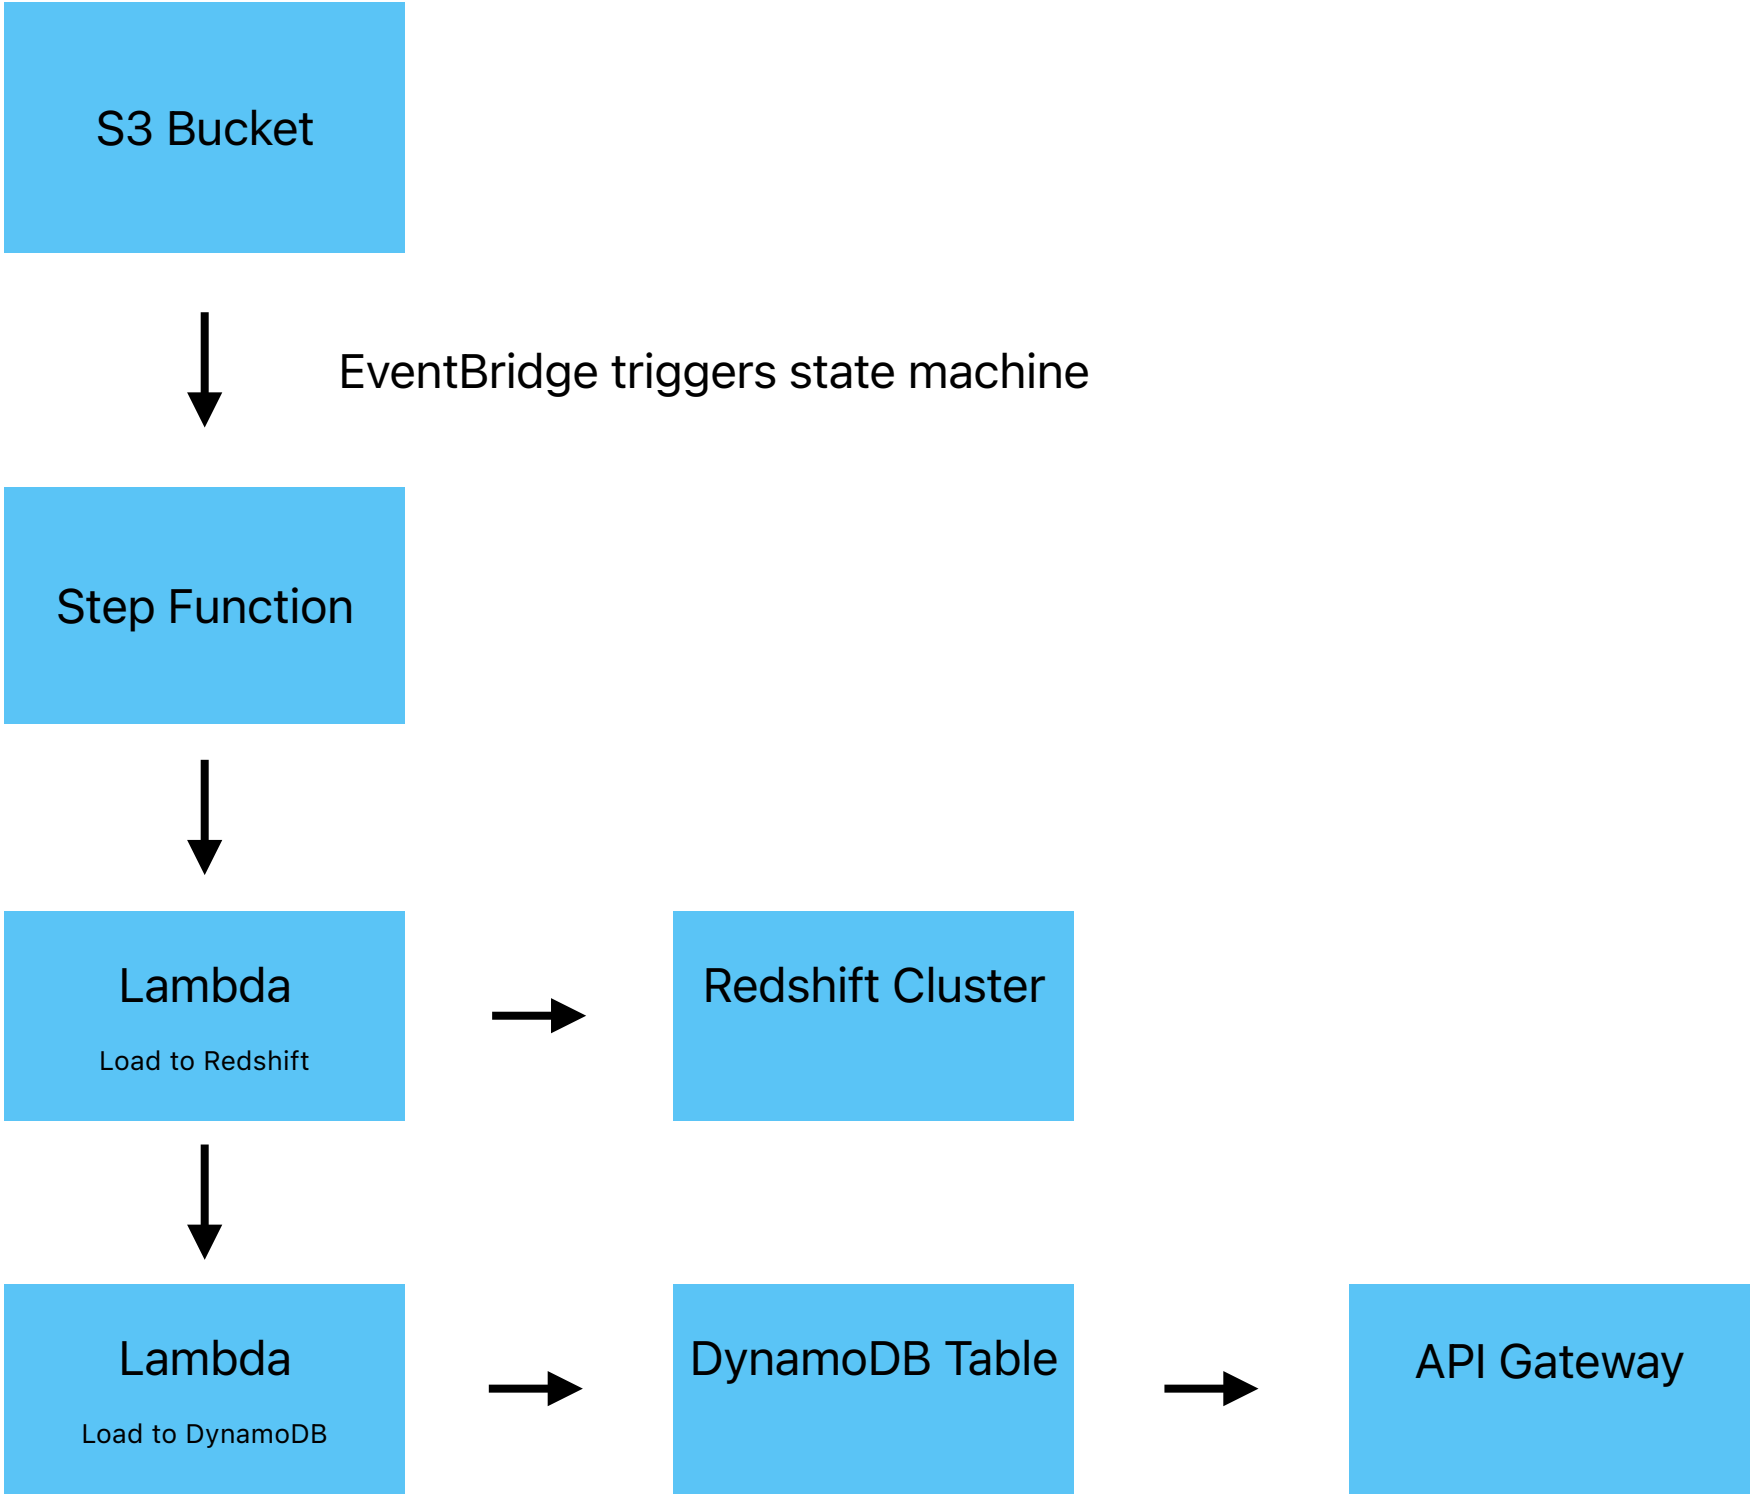 S3 Bucket
EventBridge triggers state machine
Step Function
Lambda
Load to Redshift
Redshift Cluster
Lambda
Load to DynamoDB
DynamoDB Table
API Gateway